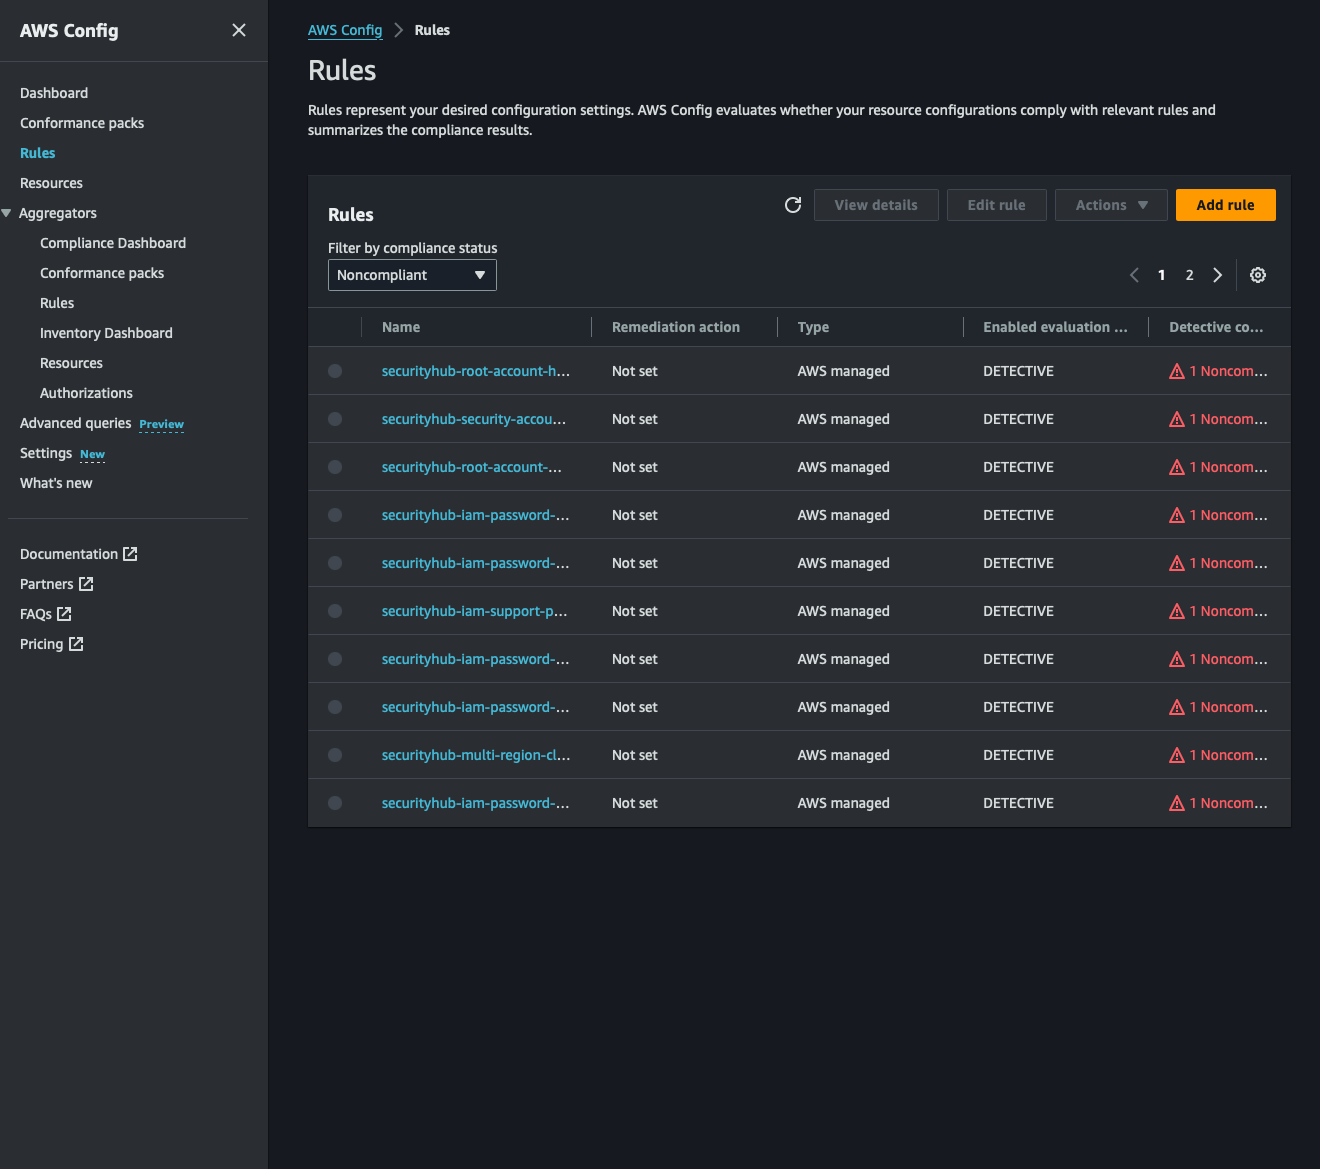 AWS Config
Dashboard
Conformance packs
Rules
Resources
Aggregators
Compliance Dashboard
Conformance packs
Rules
Inventory Dashboard
Resources
Authorizations
Advanced queries Preview
Settings New
What's new
Documentation
Partners
FAQs
Pricing
AWS Config > Rules
Rules
Rules represent your desired configuration settings. AWS Config evaluates whether your resource configurations comply with relevant rules and
summarizes the compliance results.
Rules
View details Edit rule Actions Add rule
Filter by compliance status
Noncompliant
1 2
Name Remediation action Type Enabled evaluation ... Detective co...
securityhub-root-account-h... Not set AWS managed DETECTIVE 1 Noncom...
securityhub-security-accou... Not set AWS managed DETECTIVE 1 Noncom...
securityhub-root-account-... Not set AWS managed DETECTIVE 1 Noncom...
securityhub-iam-password-... Not set AWS managed DETECTIVE 1 Noncom...
securityhub-iam-password-... Not set AWS managed DETECTIVE 1 Noncom...
securityhub-iam-support-p... Not set AWS managed DETECTIVE 1 Noncom...
securityhub-iam-password-... Not set AWS managed DETECTIVE 1 Noncom...
securityhub-iam-password-... Not set AWS managed DETECTIVE 1 Noncom...
securityhub-multi-region-cl... Not set AWS managed DETECTIVE 1 Noncom...
securityhub-iam-password-... Not set AWS managed DETECTIVE 1 Noncom...